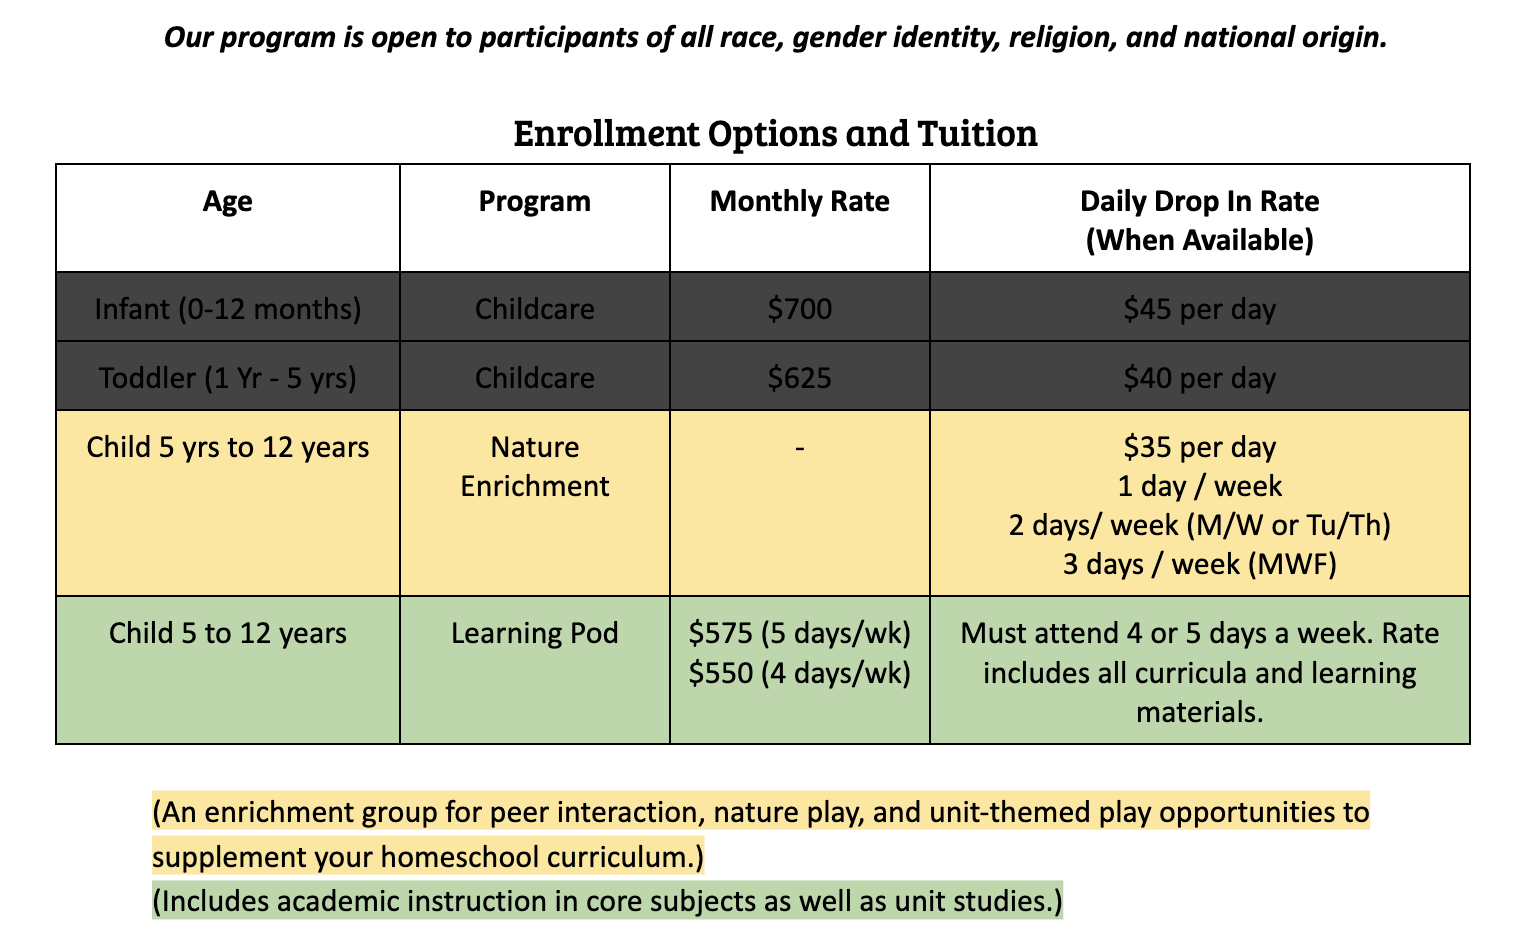 Our program is open to participants of all race, gender identity, religion, and national origin.
Enrollment Options and Tuition
Age Program Monthly Rate Daily Drop In Rate
(When Available)
Infant (0-12 months) Childcare $700 $45 per day
Toddler (1 Yr - 5 yrs) Childcare $625 $40 per day
Child 5 yrs to 12 years Nature - $35 per day
Enrichment 1 day / week
2 days/ week (M/W or Tu/Th)
3 days / week (MWF)
Child 5 to 12 years Learning Pod $575 (5 days/wk) Must attend 4 or 5 days a week. Rate
$550 (4 days/wk) includes all curricula and learning
materials.
(An enrichment group for peer interaction, nature play, and unit-themed play opportunities to
supplement your homeschool curriculum.)
(Includes academic instruction in core subjects as well as unit studies.)